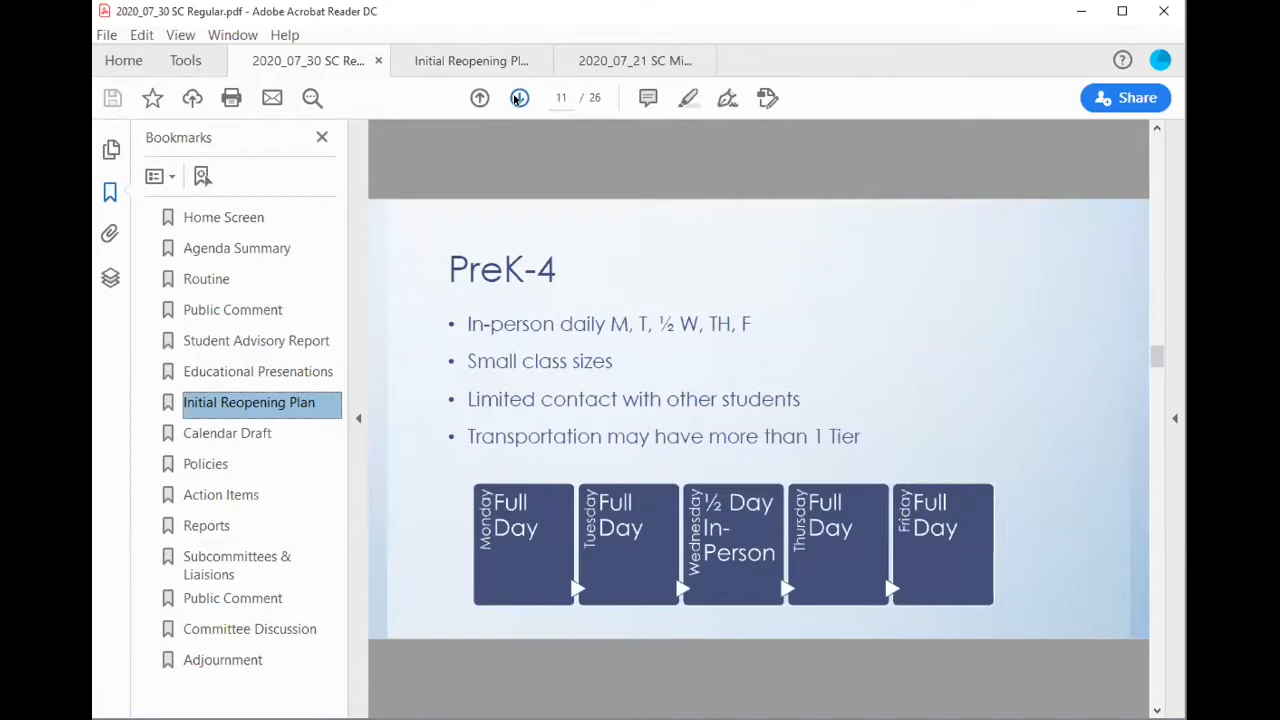 2020_07_30 SC Regular.pdf - Adobe Acrobat Reader DC
File Edit View Window Help
Home Tools 2020_07_30 SC Re... × Initial Reopening Pl... 2020_07_21 SC Mi...
11 / 26 Share
Bookmarks
Home Screen
Agenda Summary
Routine
Public Comment
Student Advisory Report
Educational Presenations
Initial Reopening Plan
Calendar Draft
Policies
Action Items
Reports
Subcommittees &
Liaisions
Public Comment
Committee Discussion
Adjournment
PreK-4
• In-person daily M, T, ½ W, TH, F
• Small class sizes
• Limited contact with other students
• Transportation may have more than 1 Tier
Monday
Full
Day
Tuesday
Full
Day
Wednesday
½ Day
In-
Person
Thursday
Full
Day
Friday
Full
Day